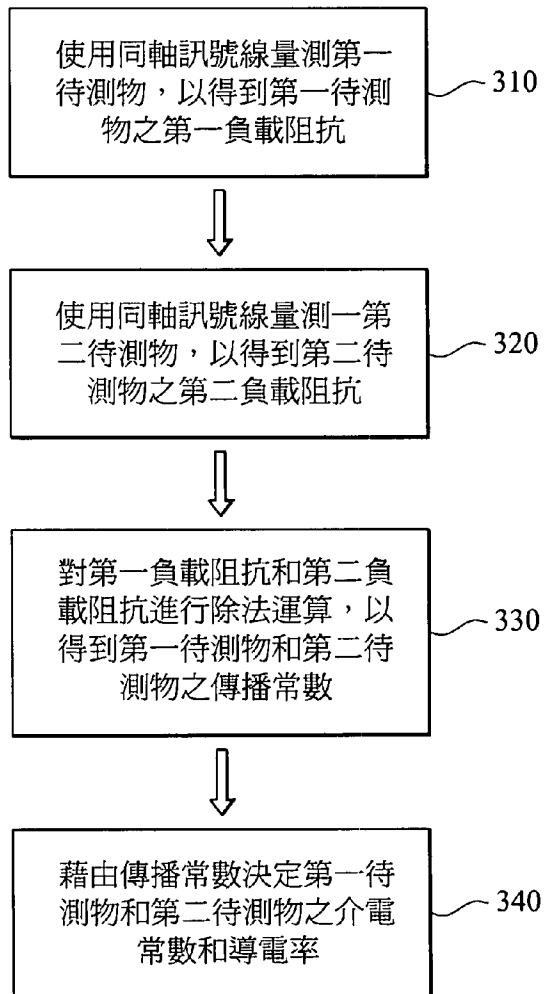 使用同軸訊號線量測第一
待測物，以得到第一待測
物之第一負載阻抗
310
使用同軸訊號線量測一第
二待測物，以得到第二待
測物之第二負載阻抗
320
對第一負載阻抗和第二負
載阻抗進行除法運算，以
得到第一待測物和第二待
測物之傳播常數
330
藉由傳播常數決定第一待
測物和第二待測物之介電
常數和導電率
340